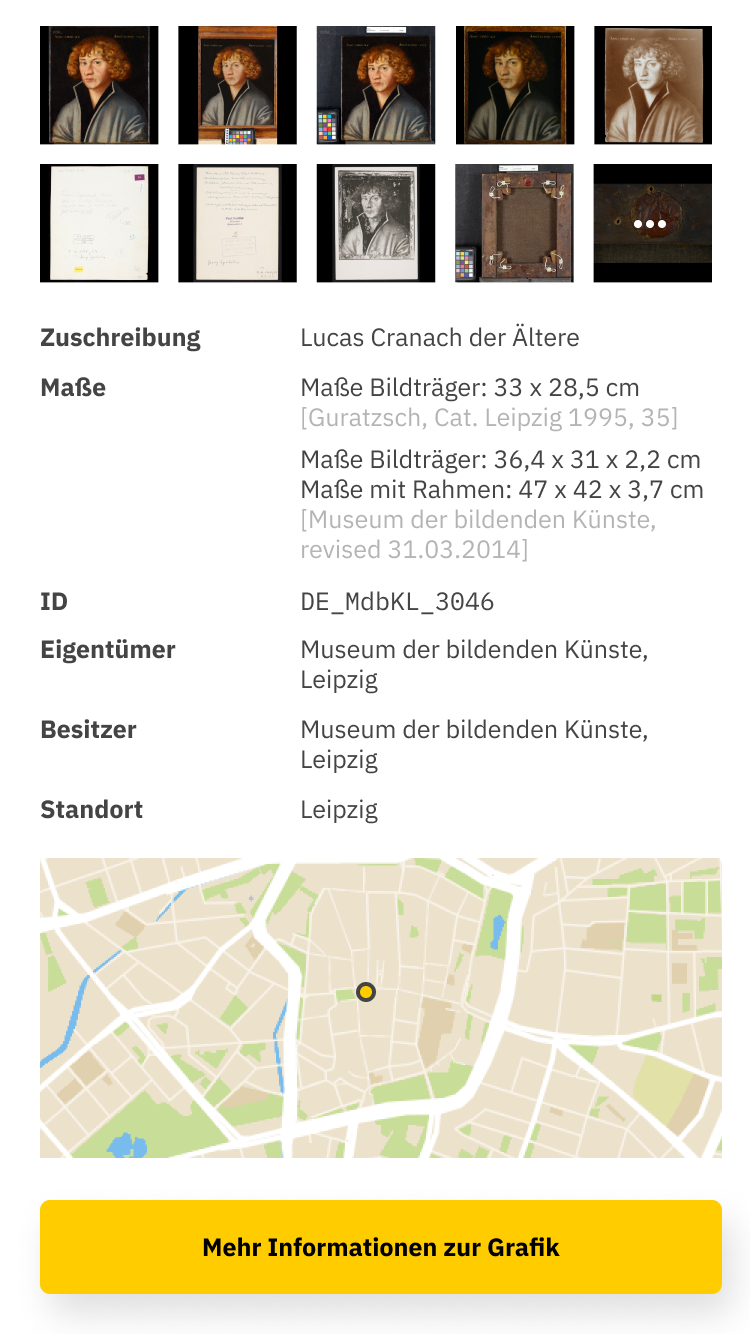 Zuschreibung
Lucas Cranach der Ältere
Maße
Maße Bildträger: 33 x 28,5 cm
[Guratzsch, Cat. Leipzig 1995, 35]
Maße Bildträger: 36,4 x 31 x 2,2 cm
Maße mit Rahmen: 47 x 42 x 3,7 cm
[Museum der bildenden Künste,
revised 31.03.2014]
ID
DE_MdbKL_3046
Eigentümer
Museum der bildenden Künste,
Leipzig
Besitzer
Museum der bildenden Künste,
Leipzig
Standort
Leipzig
Mehr Informationen zur Grafik